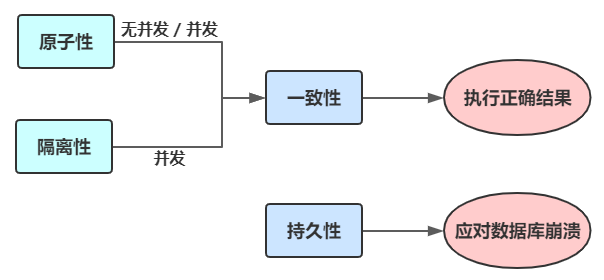 原子性
无并发 / 并发
一致性
执行正确结果
隔离性
并发
持久性
应对数据库崩溃